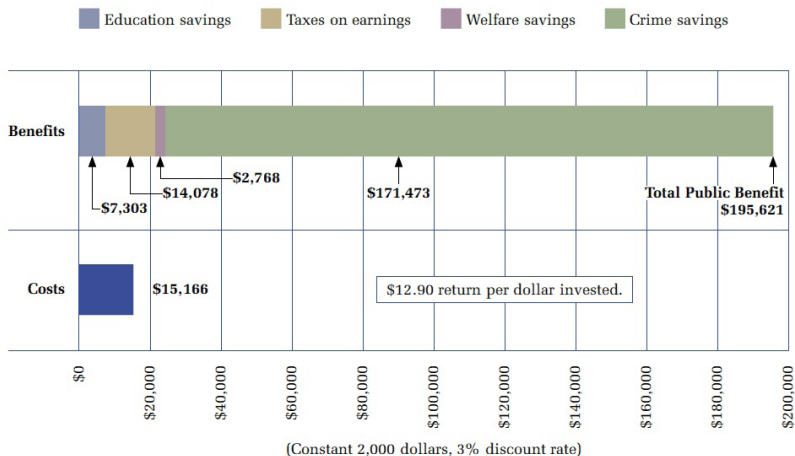 Education savings Taxes on earnings Welfare savings Crime savings
Benefits
$2,768
$14,078
$171,473
Total Public Benefit
$7,303
$195,621
Costs
$15,166
$12.90 return per dollar invested.
$0 $20,000 $40,000 $60,000 $80,000 $100,000 $120,000 $140,000 $160,000 $180,000 $200,000
(Constant 2,000 dollars, 3% discount rate)